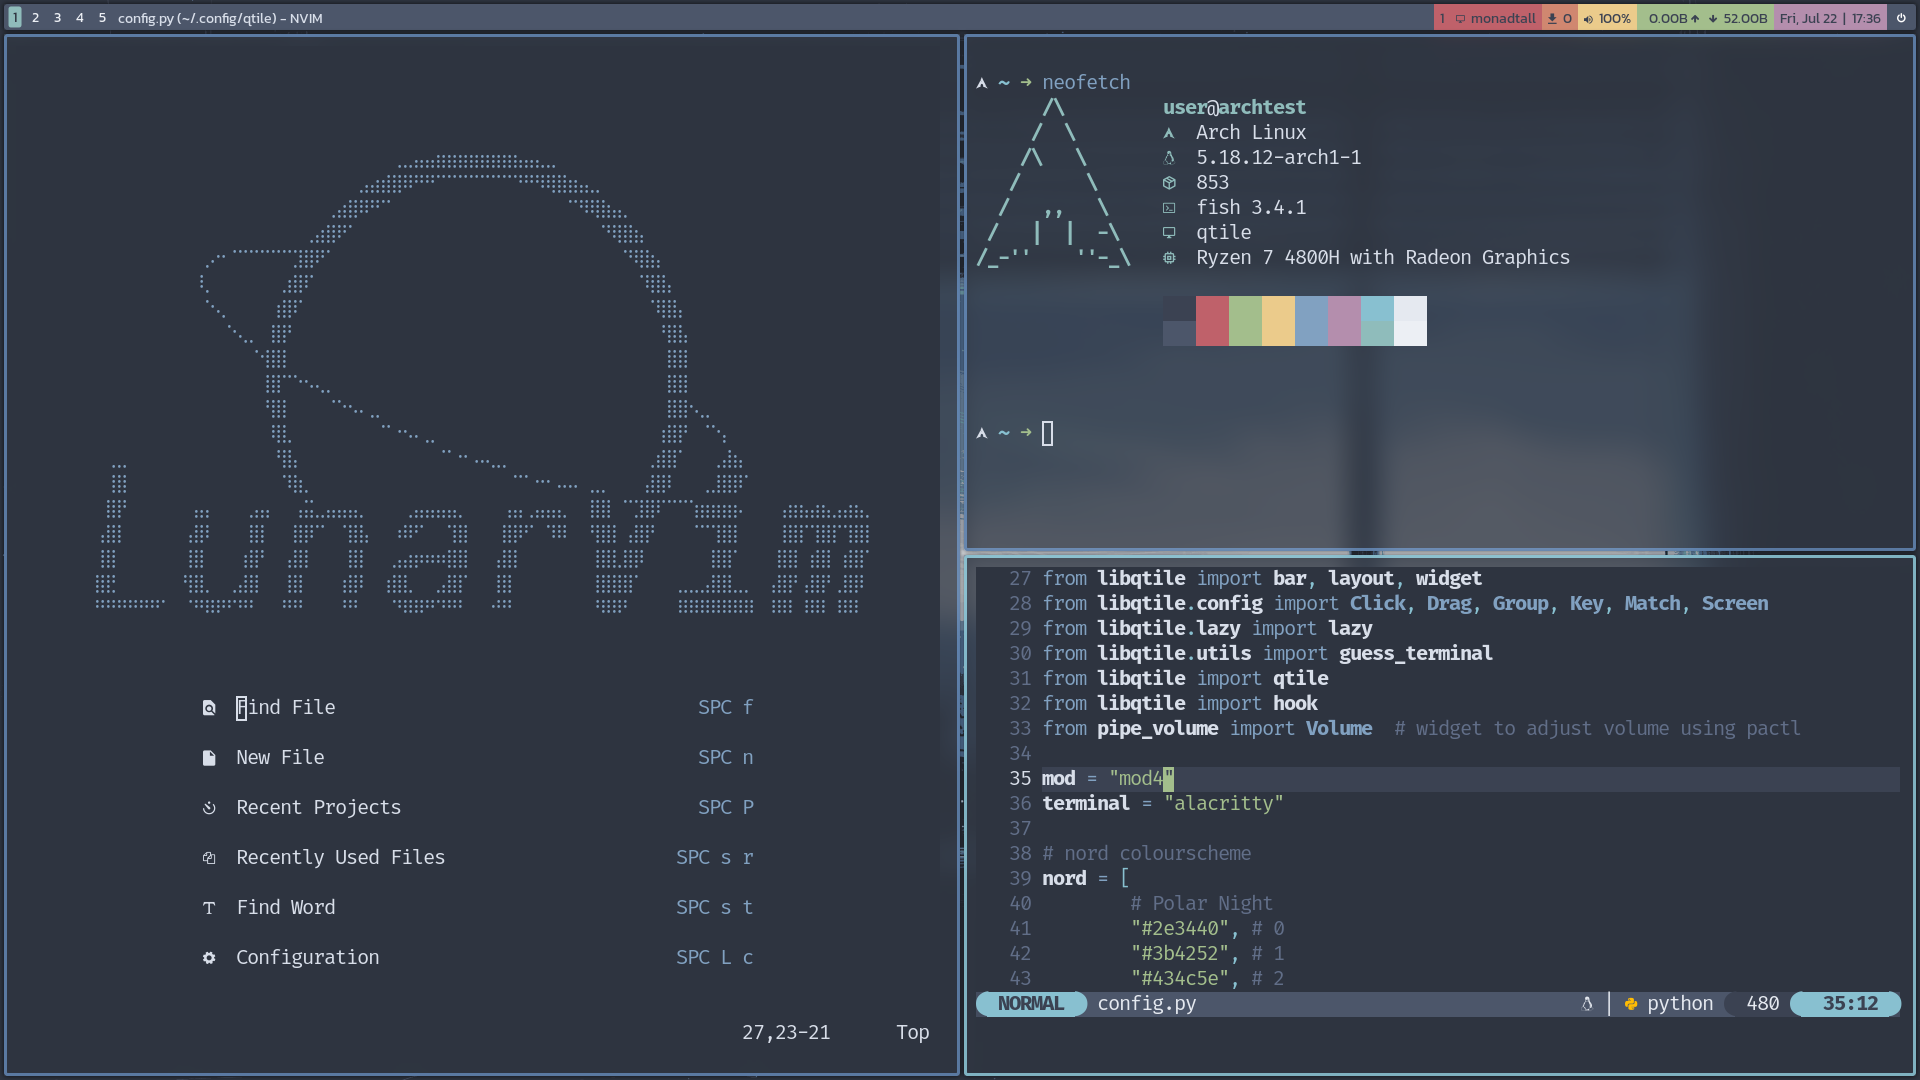 1 2 3 4 5 config.py (~/.config/qtile) - NVIM
1 monadtall 0 100% 0.00B 52.00B Fri, Jul 22 | 17:36
LunarVim
Find File SPC f
New File SPC n
Recent Projects SPC P
Recently Used Files SPC s r
Find Word SPC s t
Configuration SPC L c
27,23-21 Top
~ → neofetch
user@archtest
Arch Linux
5.18.12-arch1-1
853
fish 3.4.1
qtile
Ryzen 7 4800H with Radeon Graphics
~ →
27 from libqtile import bar, layout, widget
28 from libqtile.config import Click, Drag, Group, Key, Match, Screen
29 from libqtile.lazy import lazy
30 from libqtile.utils import guess_terminal
31 from libqtile import qtile
32 from libqtile import hook
33 from pipe_volume import Volume  # widget to adjust volume using pactl
34
35 mod = "mod4"
36 terminal = "alacritty"
37
38 # nord colourscheme
39 nord = [
40         # Polar Night
41         "#2e3440", # 0
42         "#3b4252", # 1
43         "#434c5e", # 2
NORMAL config.py python 480 35:12